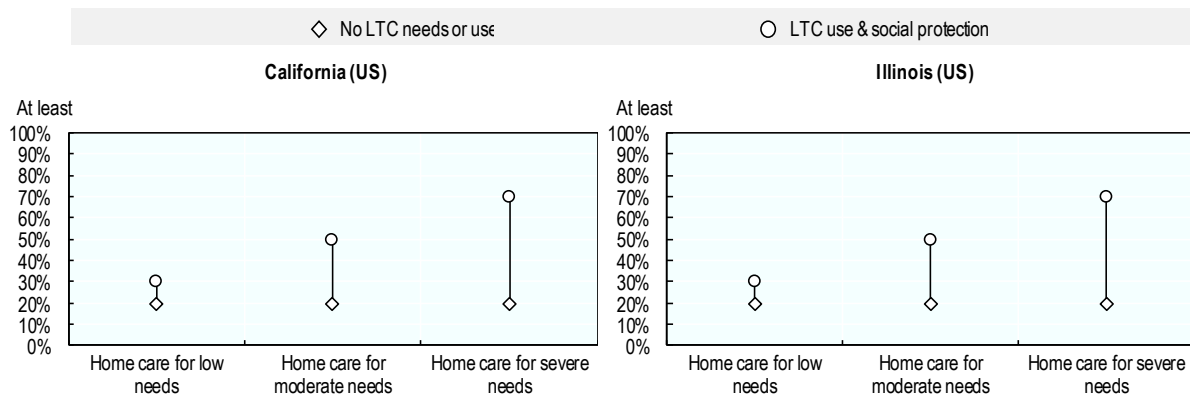 No LTC needs or use
LTC use & social protection
California (US)
At least
100%
90%
80%
70%
60%
50%
40%
30%
20%
10%
0%
Home care for low
needs
Home care for
moderate needs
Home care for severe
needs
Illinois (US)
At least
100%
90%
80%
70%
60%
50%
40%
30%
20%
10%
0%
Home care for low
needs
Home care for
moderate needs
Home care for severe
needs